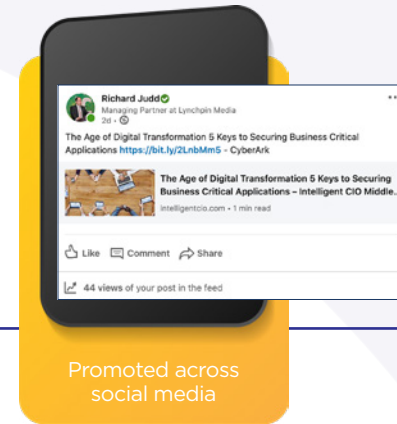 Richard Judd
Managing Partner at Lynchpin Media
2d •
The Age of Digital Transformation 5 Keys to Securing Business Critical
Applications https://bit.ly/2LnbMm5 - CyberArk
The Age of Digital Transformation 5 Keys to Securing
Business Critical Applications – Intelligent CIO Middle...
intelligentcio.com • 1 min read
Like Comment Share
44 views of your post in the feed
Promoted across
social media